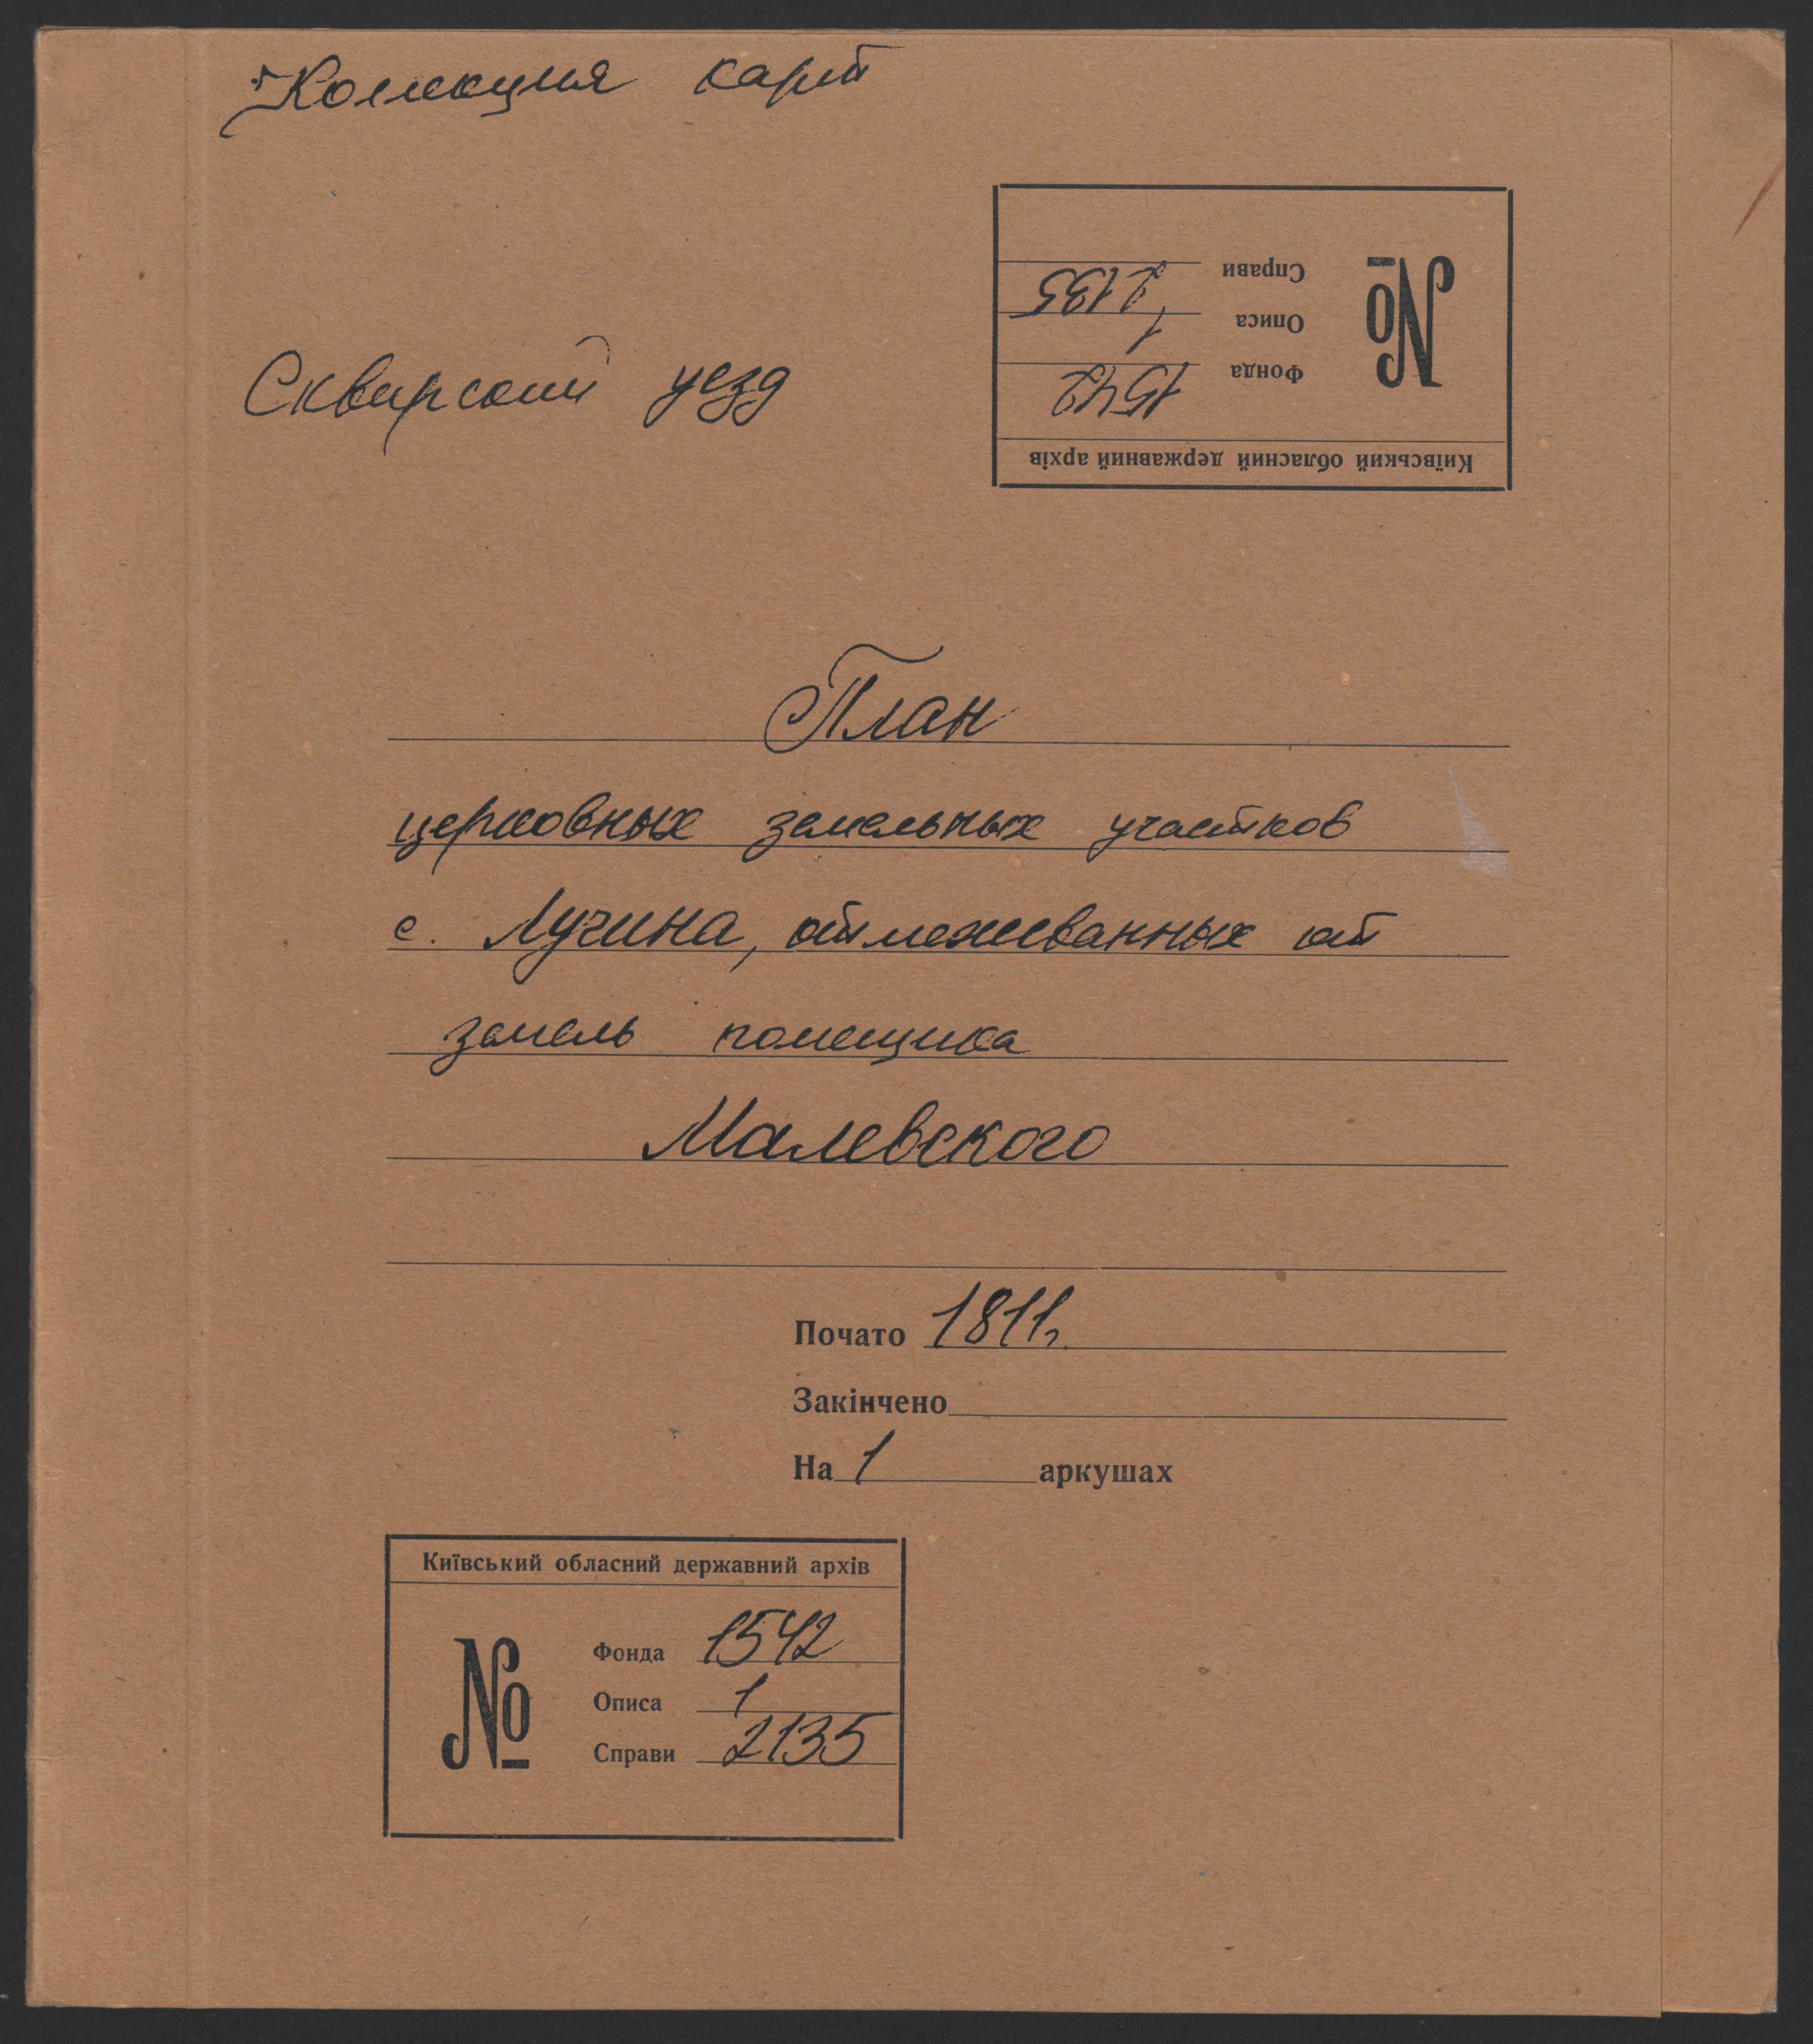 Коллекция карт
Киівський обласний державний архів
№
Фонда 1542
Описа 1
Справи 2135
Сквирский уезд
План
церковных земельных участков
с. Лучина, отмежеванных от
земель помещика
Малевского
Почато 1811г.
Закінчено
На 1 аркушах
Київський обласний державний архів
№
Фонда 1542
Описа 1
Справи 2135